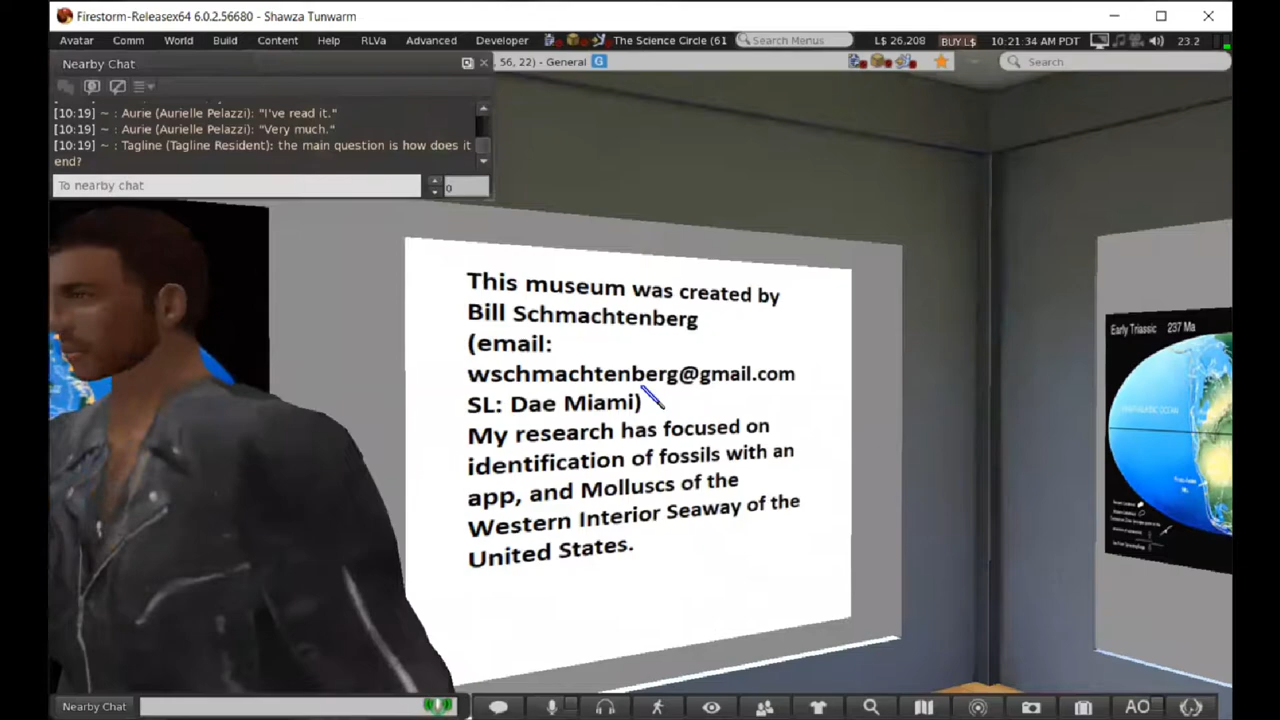 Firestorm-Releasex64 6.0.2.56680 - Shawza Tunwarm
Avatar Comm World Build Content Help RLVa Advanced Developer The Science Circle (61 Search Menus L$ 26,208 BUY L$ 10:21:34 AM PDT 23.2
Nearby Chat , 56, 22) - General G Search
[10:19] ~ : Aurie (Aurielle Pelazzi): "I've read it."
[10:19] ~ : Aurie (Aurielle Pelazzi): "Very much."
[10:19] ~ : Tagline (Tagline Resident): the main question is how does it
end?
To nearby chat 0
This museum was created by
Bill Schmachtenberg
(email:
wschmachtenberg@gmail.com
SL: Dae Miami)
My research has focused on
identification of fossils with an
app, and Molluscs of the
Western Interior Seaway of the
United States.
Early Triassic 237 Ma
Nearby Chat AO